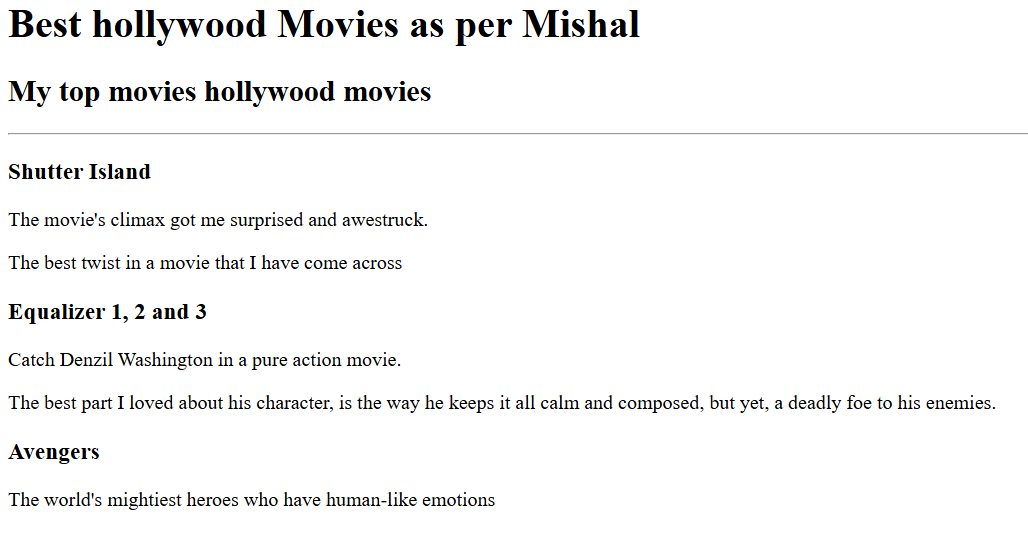 Best hollywood Movies as per Mishal
My top movies hollywood movies
Shutter Island
The movie's climax got me surprised and awestruck.
The best twist in a movie that I have come across
Equalizer 1, 2 and 3
Catch Denzil Washington in a pure action movie.
The best part I loved about his character, is the way he keeps it all calm and composed, but yet, a deadly foe to his enemies.
Avengers
The world's mightiest heroes who have human-like emotions